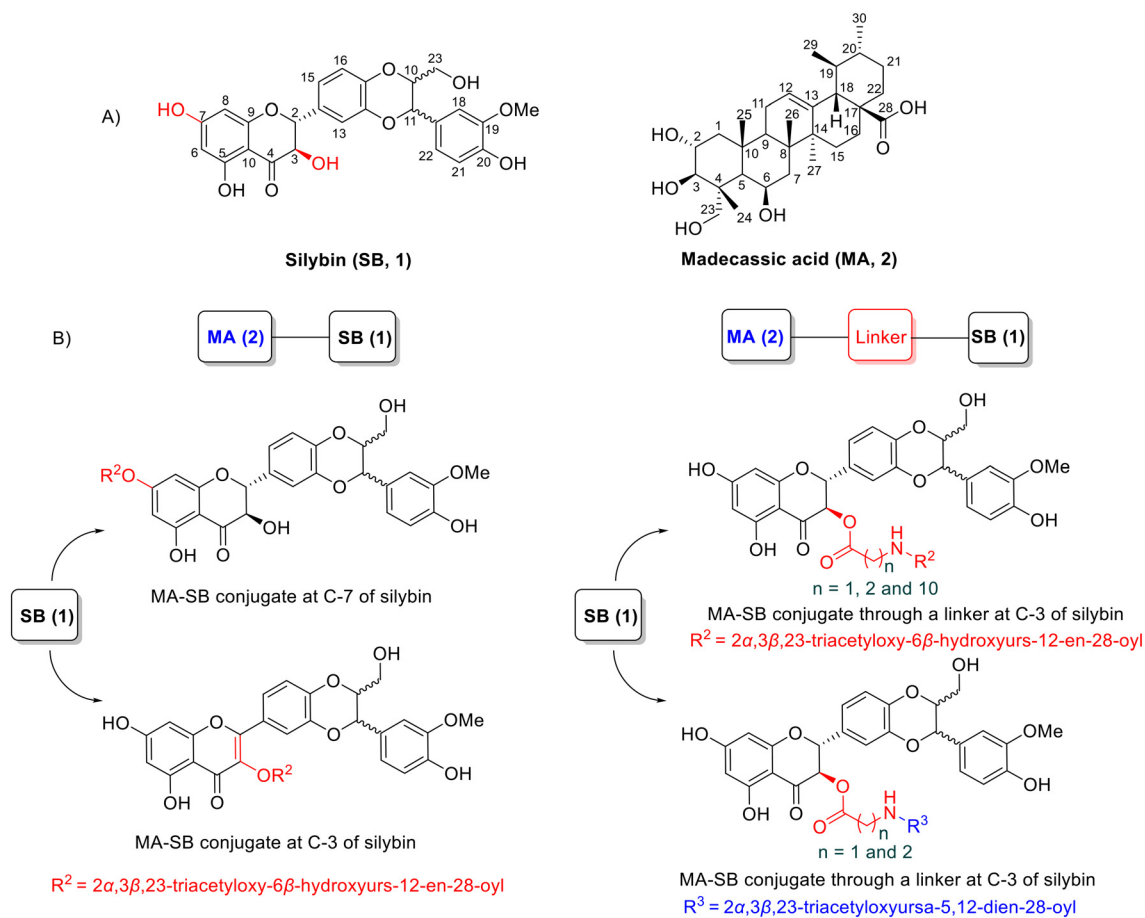 A)
HO
7
8
9
O
2
15
16
O
10
23
OH
18
OMe
19
6
5
10
4
3
13
O
11
22
21
20
OH
OH
O
OH
Silybin (SB, 1)
30
29
20
21
19
12
18
22
11
13
17
28
OH
1
25
26
H
16
O
HO
2
10
9
8
14
15
HO
3
4
5
6
7
27
23
24
HO
OH
Madecassic acid (MA, 2)
B)
MA (2)
SB (1)
MA (2)
Linker
SB (1)
OH
O
R²O
O
O
OMe
OH
OH
OH
O
MA-SB conjugate at C-7 of silybin
SB (1)
OH
O
HO
O
O
OMe
OH
OR²
OH
O
MA-SB conjugate at C-3 of silybin
R² = 2α,3β,23-triacetyloxy-6β-hydroxyurs-12-en-28-oyl
HO
O
HO
O
O
OMe
OH
O
OH
O
O
H
N
R²
n
n = 1, 2 and 10
MA-SB conjugate through a linker at C-3 of silybin
R² = 2α,3β,23-triacetyloxy-6β-hydroxyurs-12-en-28-oyl
SB (1)
HO
O
HO
O
O
OMe
OH
O
OH
O
O
H
N
R³
n
n = 1 and 2
MA-SB conjugate through a linker at C-3 of silybin
R³ = 2α,3β,23-triacetyloxyursa-5,12-dien-28-oyl